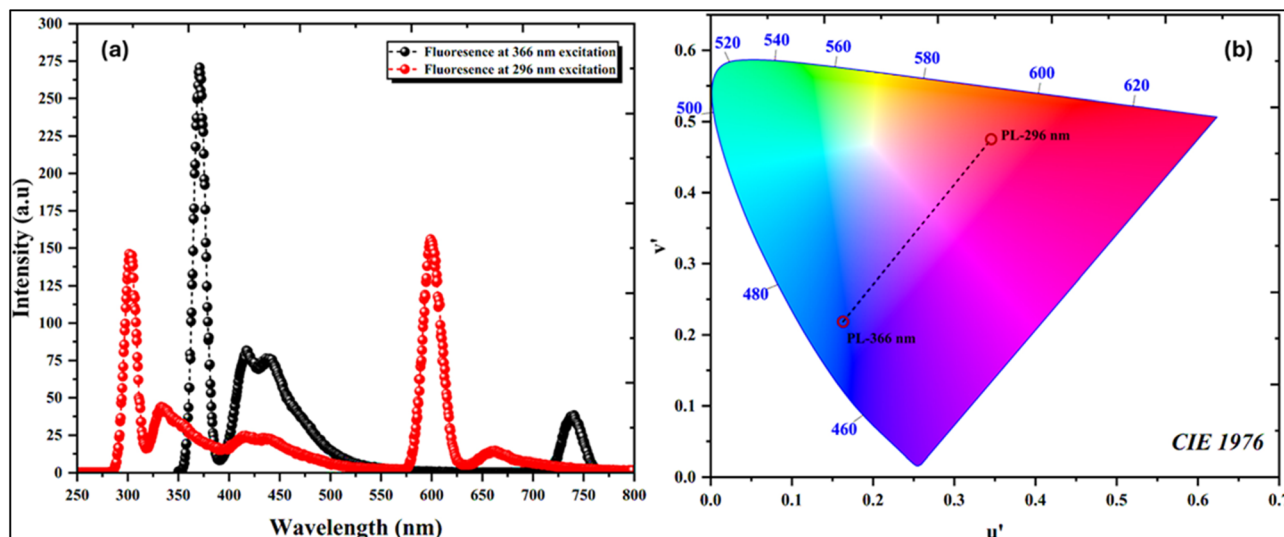 (a)
Fluoresence at 366 nm excitation
Fluoresence at 296 nm excitation
Intensity (a.u)
300
275
250
225
200
175
150
125
100
75
50
25
0
250 300 350 400 450 500 550 600 650 700 750 800
Wavelength (nm)
(b)
v'
0.6
0.5
0.4
0.3
0.2
0.1
0.0
520 540 560 580 600 620
500
480
460
PL-296 nm
PL-366 nm
CIE 1976
0.0 0.1 0.2 0.3 0.4 0.5 0.6 0.7
u'